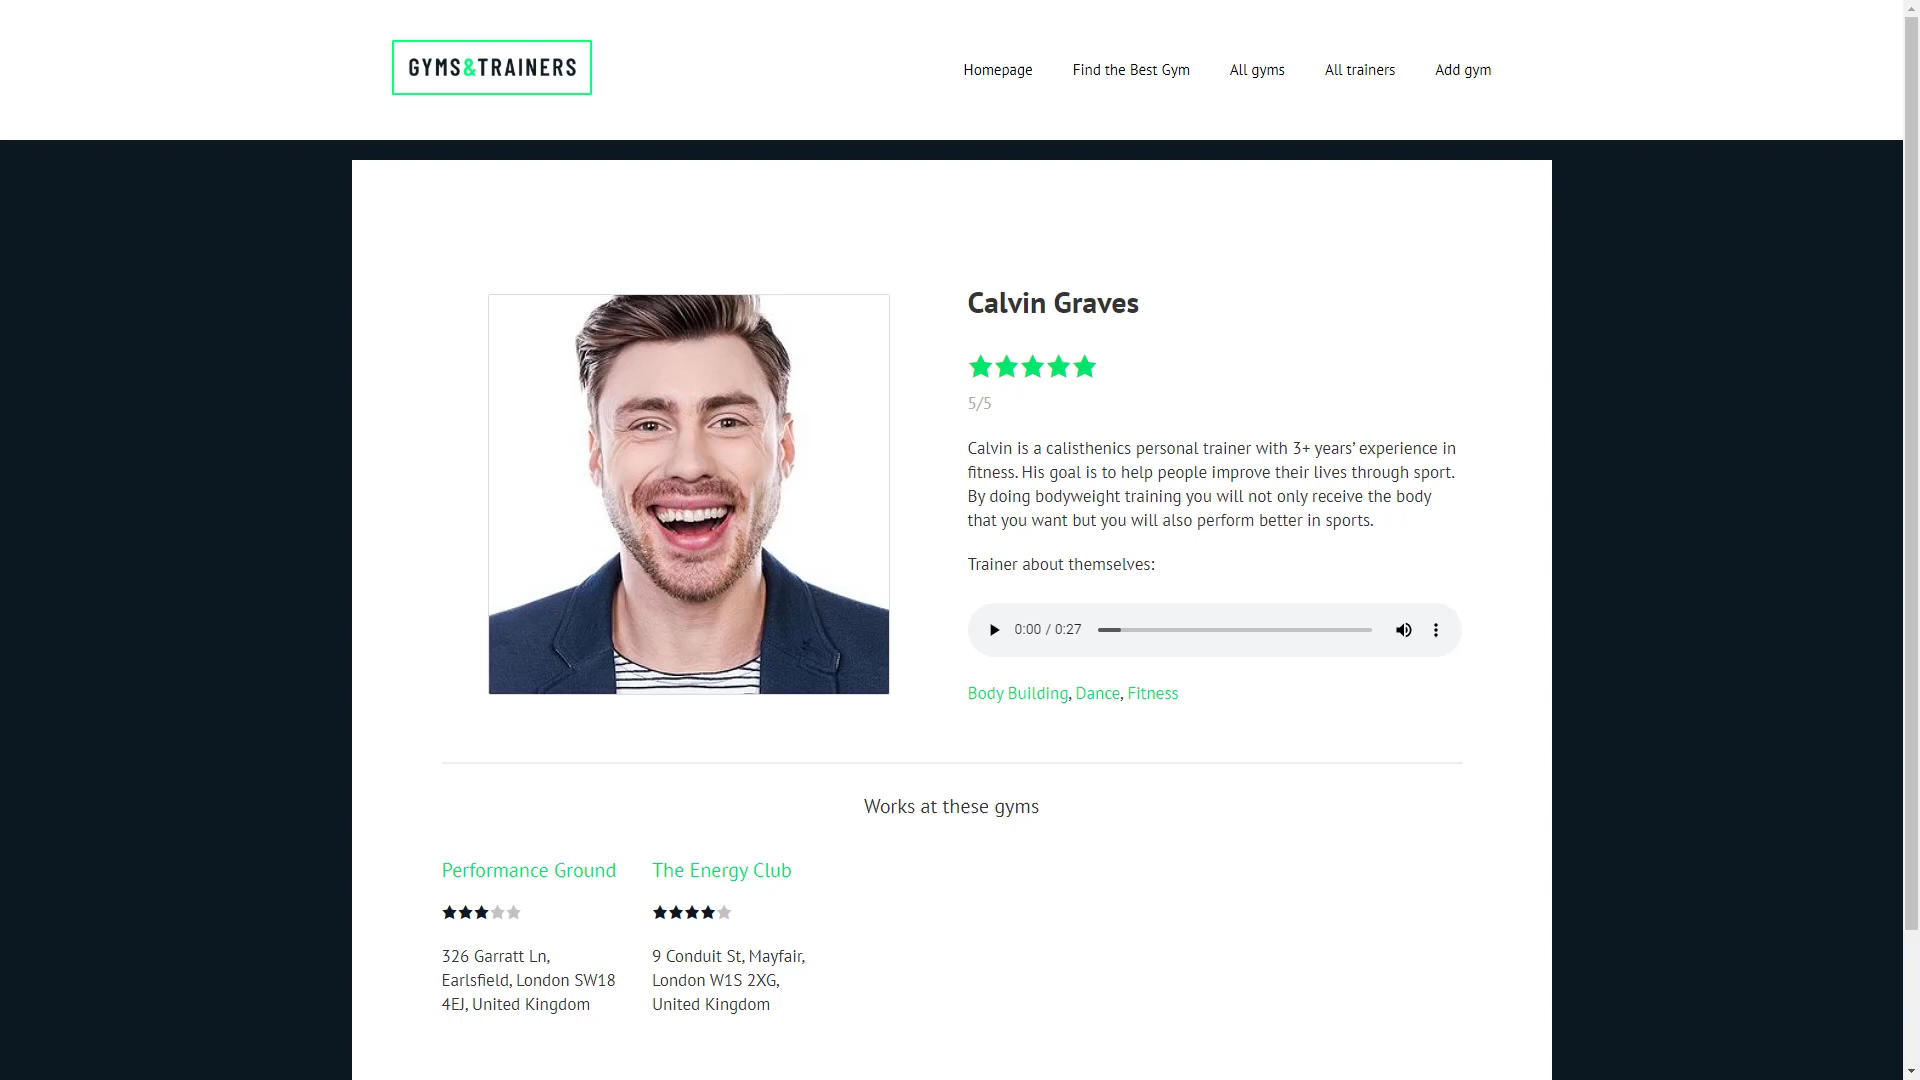 GYMS&TRAINERS
Homepage
Find the Best Gym
All gyms
All trainers
Add gym
Calvin Graves
5/5
Calvin is a calisthenics personal trainer with 3+ years’ experience in
fitness. His goal is to help people improve their lives through sport.
By doing bodyweight training you will not only receive the body
that you want but you will also perform better in sports.
Trainer about themselves:
0:00 / 0:27
Body Building, Dance, Fitness
Works at these gyms
Performance Ground
326 Garratt Ln,
Earlsfield, London SW18
4EJ, United Kingdom
The Energy Club
9 Conduit St, Mayfair,
London W1S 2XG,
United Kingdom